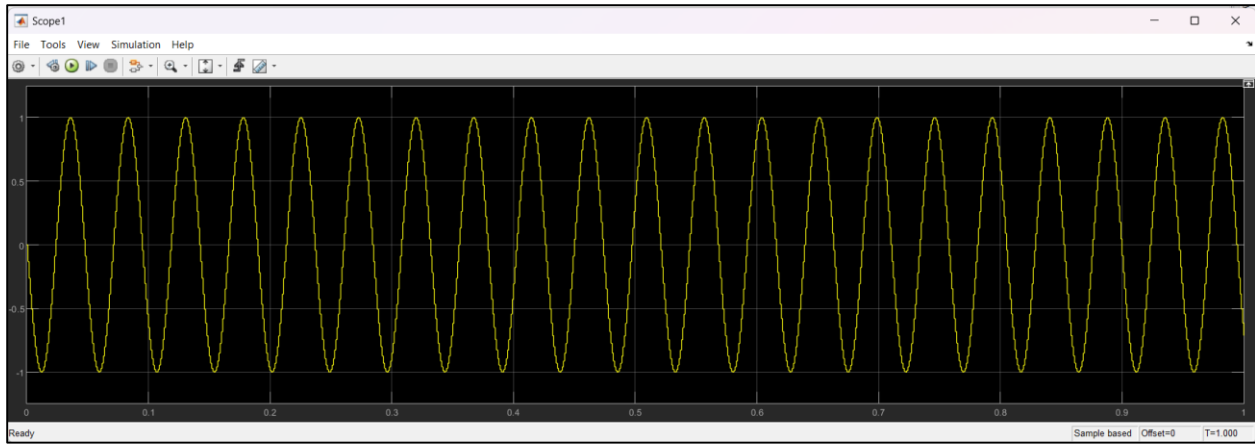 Scope1
File Tools View Simulation Help
1
0.5
0
-0.5
-1
0 0.1 0.2 0.3 0.4 0.5 0.6 0.7 0.8 0.9 1
Ready Sample based Offset=0 T=1.000